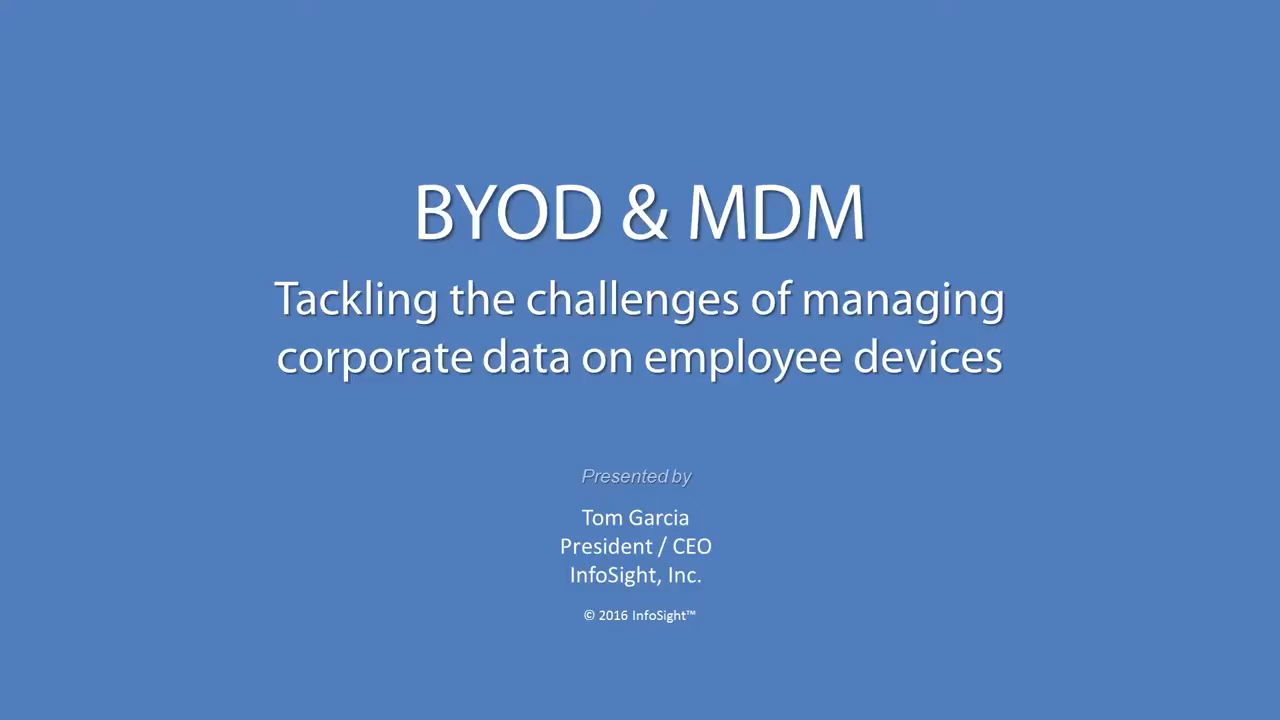 BYOD & MDM
Tackling the challenges of managing
corporate data on employee devices
Presented by
Tom Garcia
President / CEO
InfoSight, Inc.
© 2016 InfoSight™